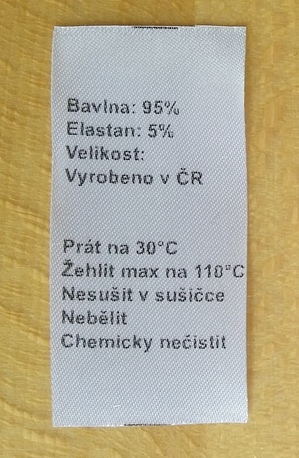 Bavlna: 95%
Elastan: 5%
Velikost:
Vyrobeno v ČR
Prát na 30°C
Žehlit max na 110°C
Nesušit v sušičce
Nebělit
Chemicky nečistit